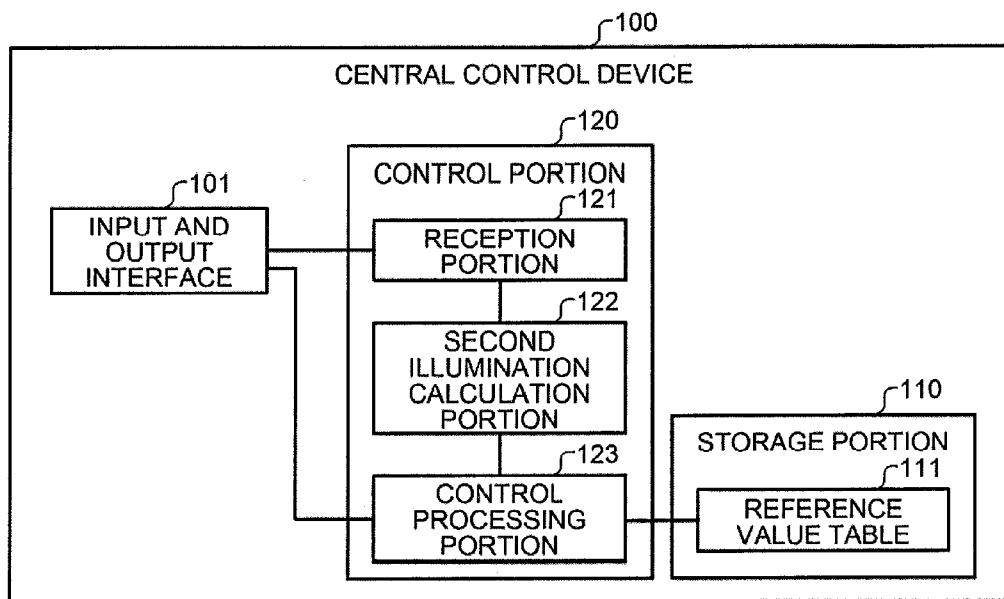 100
CENTRAL CONTROL DEVICE
120
CONTROL PORTION
101
INPUT AND
OUTPUT
INTERFACE
121
RECEPTION
PORTION
122
SECOND
ILLUMINATION
CALCULATION
PORTION
110
STORAGE PORTION
123
CONTROL
PROCESSING
PORTION
111
REFERENCE
VALUE TABLE